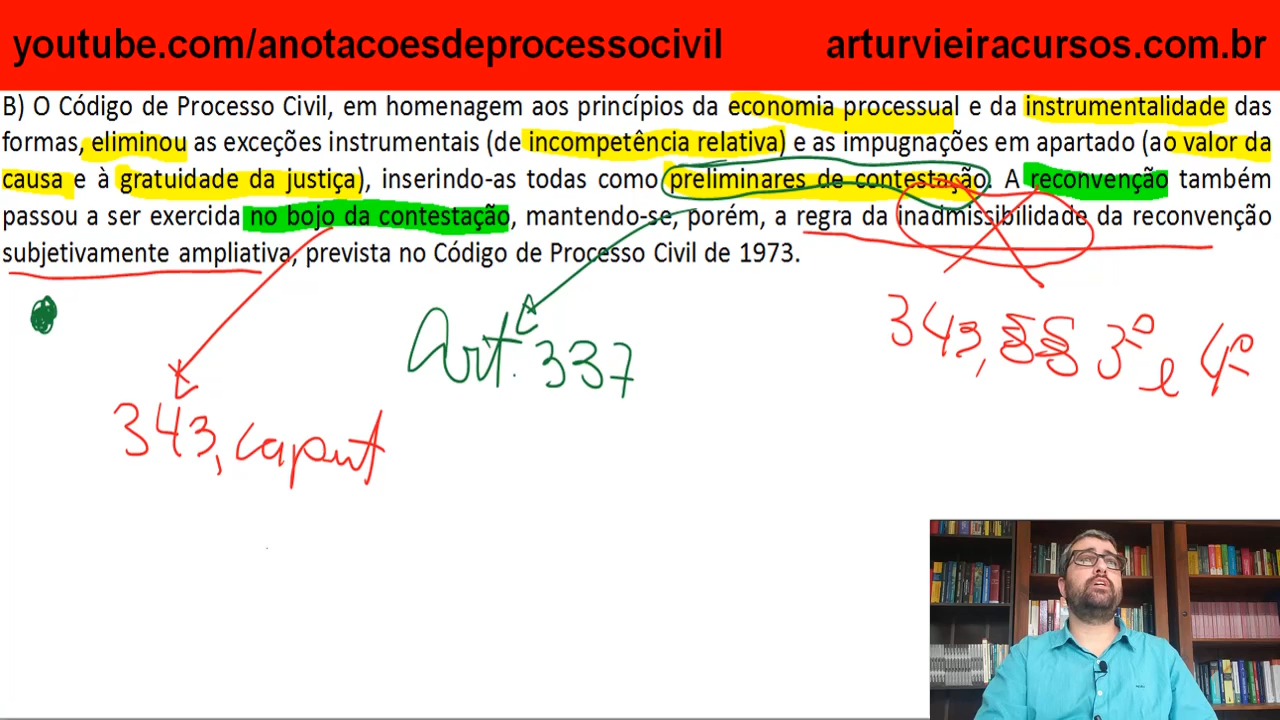 youtube.com/anotacoesdeprocessocivil arturvieiracursos.com.br
B) O Código de Processo Civil, em homenagem aos princípios da economia processual e da instrumentalidade das
formas, eliminou as exceções instrumentais (de incompetência relativa) e as impugnações em apartado (ao valor da
causa e à gratuidade da justiça), inserindo-as todas como preliminares de contestação. A reconvenção também
passou a ser exercida no bojo da contestação, mantendo-se, porém, a regra da inadmissibilidade da reconvenção
subjetivamente ampliativa, prevista no Código de Processo Civil de 1973.
Art. 337
343, §§ 3º e 4º
343, caput